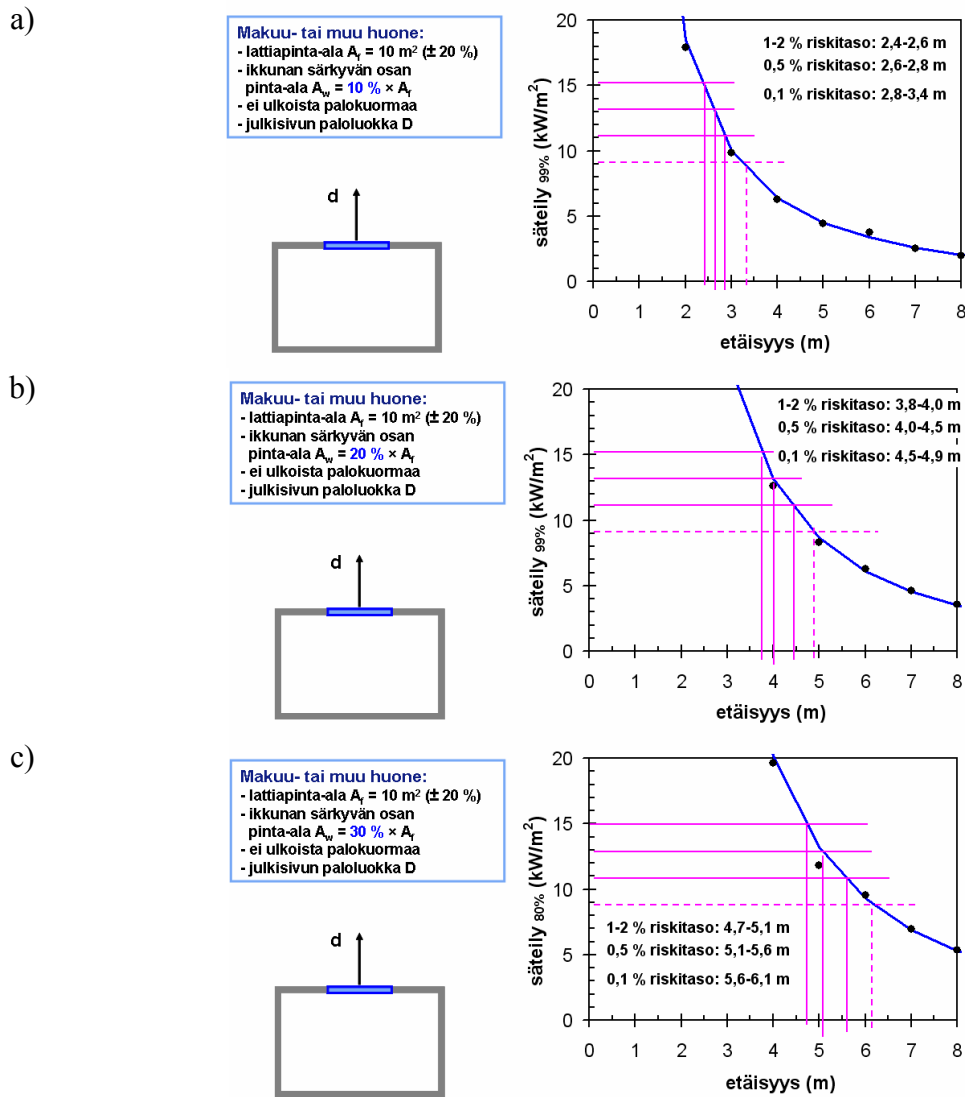 a)
Makuu- tai muu huone:
- lattiapinta-ala Af = 10 m² (± 20 %)
- ikkunan särkyvän osan
pinta-ala Aw = 10 % × Af
- ei ulkoista palokuormaa
- julkisivun paloluokka D
d
säteily 99% (kW/m²)
20
15
10
5
0
1-2 % riskitaso: 2,4-2,6 m
0,5 % riskitaso: 2,6-2,8 m
0,1 % riskitaso: 2,8-3,4 m
0 1 2 3 4 5 6 7 8
etäisyys (m)
b)
Makuu- tai muu huone:
- lattiapinta-ala Af = 10 m² (± 20 %)
- ikkunan särkyvän osan
pinta-ala Aw = 20 % × Af
- ei ulkoista palokuormaa
- julkisivun paloluokka D
d
säteily 99% (kW/m²)
20
15
10
5
0
1-2 % riskitaso: 3,8-4,0 m
0,5 % riskitaso: 4,0-4,5 m
0,1 % riskitaso: 4,5-4,9 m
0 1 2 3 4 5 6 7 8
etäisyys (m)
c)
Makuu- tai muu huone:
- lattiapinta-ala Af = 10 m² (± 20 %)
- ikkunan särkyvän osan
pinta-ala Aw = 30 % × Af
- ei ulkoista palokuormaa
- julkisivun paloluokka D
d
säteily 80% (kW/m²)
20
15
10
5
0
1-2 % riskitaso: 4,7-5,1 m
0,5 % riskitaso: 5,1-5,6 m
0,1 % riskitaso: 5,6-6,1 m
0 1 2 3 4 5 6 7 8
etäisyys (m)